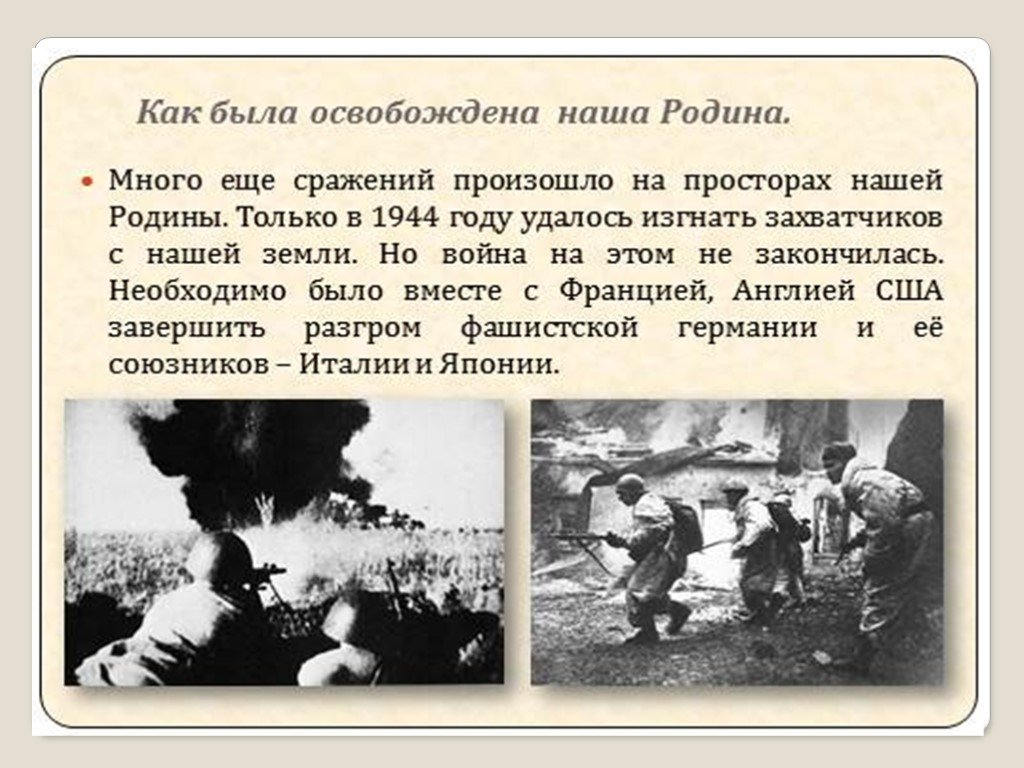 Как была освобождена наша Родина.
• Много еще сражений произошло на просторах нашей
Родины. Только в 1944 году удалось изгнать захватчиков
с нашей земли. Но война на этом не закончилась.
Необходимо было вместе с Францией, Англией США
завершить разгром фашистской германии и её
союзников – Италии и Японии.